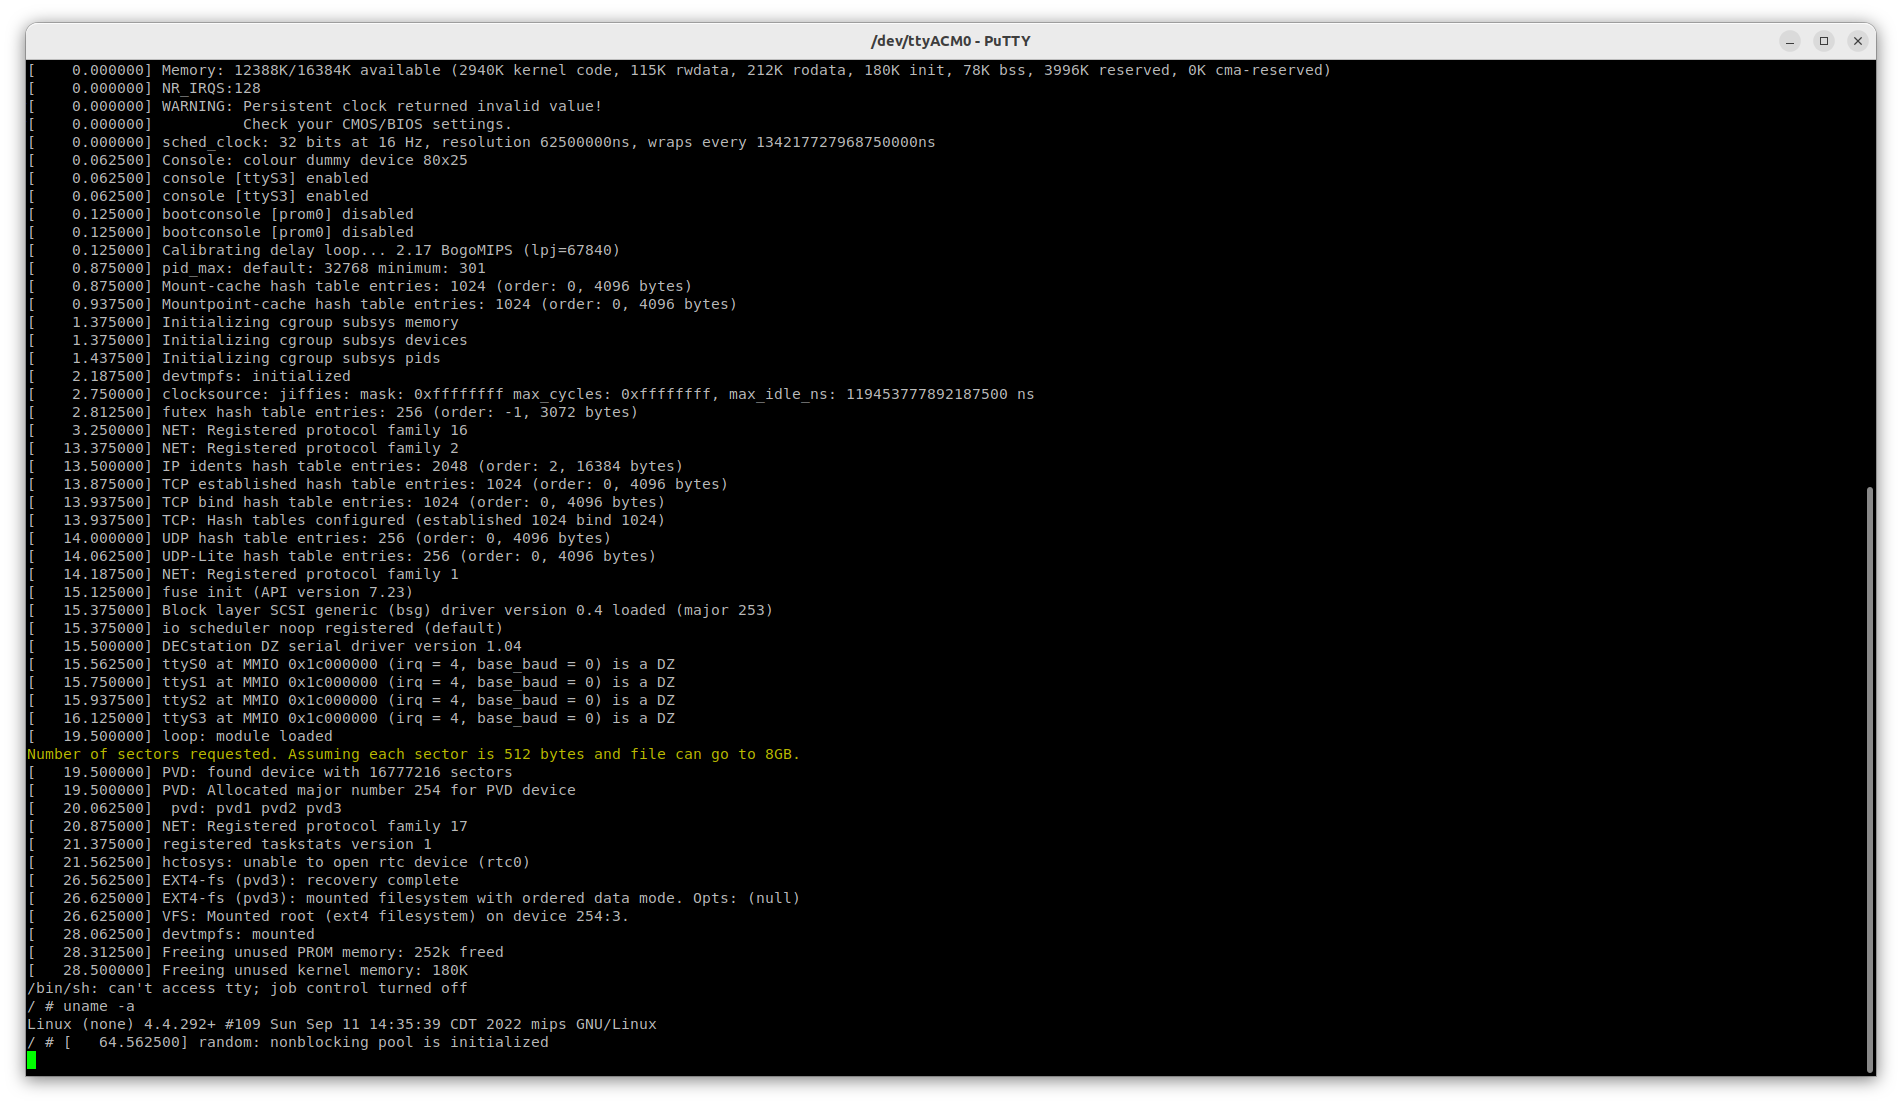 /dev/ttyACM0 - PuTTY
[    0.000000] Memory: 12388K/16384K available (2940K kernel code, 115K rwdata, 212K rodata, 180K init, 78K bss, 3996K reserved, 0K cma-reserved)
[    0.000000] NR_IRQS:128
[    0.000000] WARNING: Persistent clock returned invalid value!
[    0.000000]          Check your CMOS/BIOS settings.
[    0.000000] sched_clock: 32 bits at 16 Hz, resolution 62500000ns, wraps every 134217727968750000ns
[    0.062500] Console: colour dummy device 80x25
[    0.062500] console [ttyS3] enabled
[    0.062500] console [ttyS3] enabled
[    0.125000] bootconsole [prom0] disabled
[    0.125000] bootconsole [prom0] disabled
[    0.125000] Calibrating delay loop... 2.17 BogoMIPS (lpj=67840)
[    0.875000] pid_max: default: 32768 minimum: 301
[    0.875000] Mount-cache hash table entries: 1024 (order: 0, 4096 bytes)
[    0.937500] Mountpoint-cache hash table entries: 1024 (order: 0, 4096 bytes)
[    1.375000] Initializing cgroup subsys memory
[    1.375000] Initializing cgroup subsys devices
[    1.437500] Initializing cgroup subsys pids
[    2.187500] devtmpfs: initialized
[    2.750000] clocksource: jiffies: mask: 0xffffffff max_cycles: 0xffffffff, max_idle_ns: 119453777892187500 ns
[    2.812500] futex hash table entries: 256 (order: -1, 3072 bytes)
[    3.250000] NET: Registered protocol family 16
[   13.375000] NET: Registered protocol family 2
[   13.500000] IP idents hash table entries: 2048 (order: 2, 16384 bytes)
[   13.875000] TCP established hash table entries: 1024 (order: 0, 4096 bytes)
[   13.937500] TCP bind hash table entries: 1024 (order: 0, 4096 bytes)
[   13.937500] TCP: Hash tables configured (established 1024 bind 1024)
[   14.000000] UDP hash table entries: 256 (order: 0, 4096 bytes)
[   14.062500] UDP-Lite hash table entries: 256 (order: 0, 4096 bytes)
[   14.187500] NET: Registered protocol family 1
[   15.125000] fuse init (API version 7.23)
[   15.375000] Block layer SCSI generic (bsg) driver version 0.4 loaded (major 253)
[   15.375000] io scheduler noop registered (default)
[   15.500000] DECstation DZ serial driver version 1.04
[   15.562500] ttyS0 at MMIO 0x1c000000 (irq = 4, base_baud = 0) is a DZ
[   15.750000] ttyS1 at MMIO 0x1c000000 (irq = 4, base_baud = 0) is a DZ
[   15.937500] ttyS2 at MMIO 0x1c000000 (irq = 4, base_baud = 0) is a DZ
[   16.125000] ttyS3 at MMIO 0x1c000000 (irq = 4, base_baud = 0) is a DZ
[   19.500000] loop: module loaded
Number of sectors requested. Assuming each sector is 512 bytes and file can go to 8GB.
[   19.500000] PVD: found device with 16777216 sectors
[   19.500000] PVD: Allocated major number 254 for PVD device
[   20.062500]  pvd: pvd1 pvd2 pvd3
[   20.875000] NET: Registered protocol family 17
[   21.375000] registered taskstats version 1
[   21.562500] hctosys: unable to open rtc device (rtc0)
[   26.562500] EXT4-fs (pvd3): recovery complete
[   26.625000] EXT4-fs (pvd3): mounted filesystem with ordered data mode. Opts: (null)
[   26.625000] VFS: Mounted root (ext4 filesystem) on device 254:3.
[   28.062500] devtmpfs: mounted
[   28.312500] Freeing unused PROM memory: 252k freed
[   28.500000] Freeing unused kernel memory: 180K
/bin/sh: can't access tty; job control turned off
/ # uname -a
Linux (none) 4.4.292+ #109 Sun Sep 11 14:35:39 CDT 2022 mips GNU/Linux
/ # [   64.562500] random: nonblocking pool is initialized